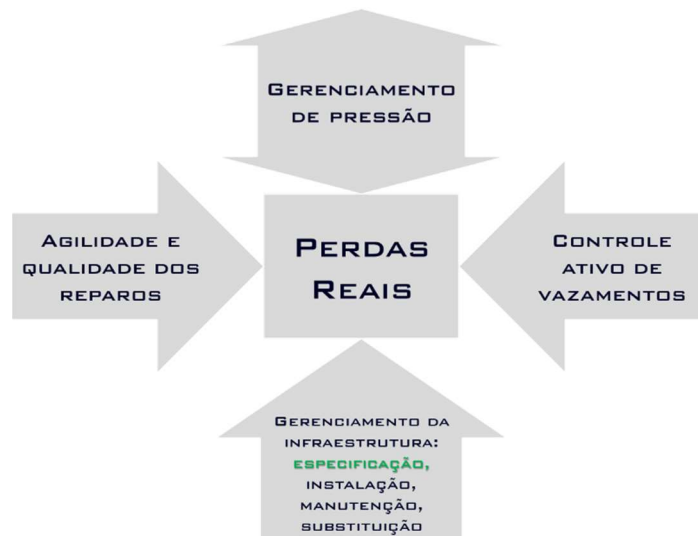 GERENCIAMENTO
DE PRESSÃO
AGILIDADE E
QUALIDADE DOS
REPAROS
PERDAS
REAIS
CONTROLE
ATIVO DE
VAZAMENTOS
GERENCIAMENTO DA
INFRAESTRUTURA:
ESPECIFICAÇÃO,
INSTALAÇÃO,
MANUTENÇÃO,
SUBSTITUIÇÃO